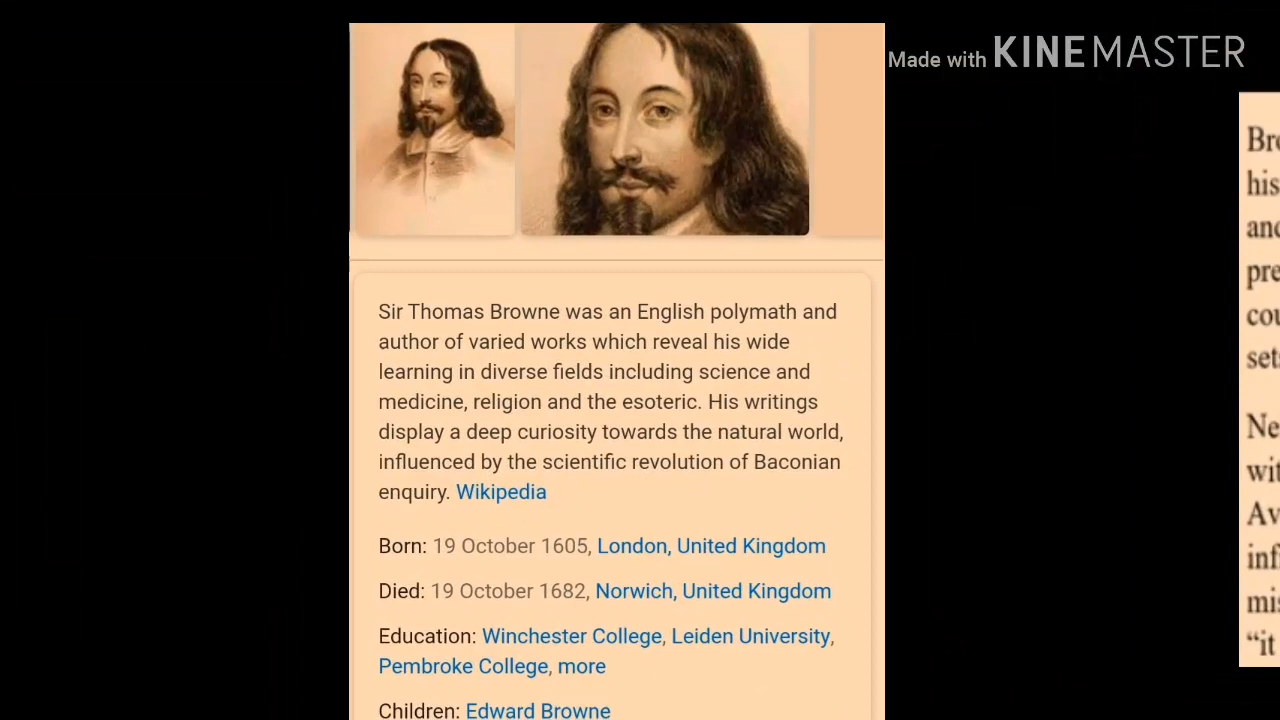 Made with KINEMASTER
Sir Thomas Browne was an English polymath and
author of varied works which reveal his wide
learning in diverse fields including science and
medicine, religion and the esoteric. His writings
display a deep curiosity towards the natural world,
influenced by the scientific revolution of Baconian
enquiry. Wikipedia
Born: 19 October 1605, London, United Kingdom
Died: 19 October 1682, Norwich, United Kingdom
Education: Winchester College, Leiden University,
Pembroke College, more
Children: Edward Browne
his
“it